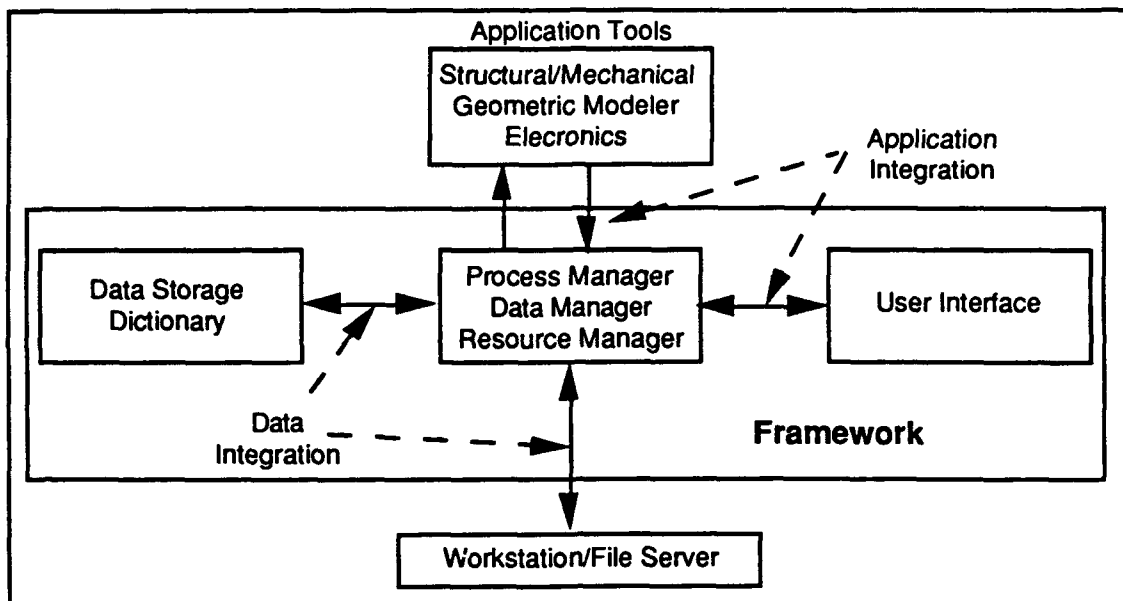 Application Tools
Structural/Mechanical
Geometric Modeler
Elecronics
Application
Integration
Data Storage
Dictionary
Process Manager
Data Manager
Resource Manager
User Interface
Data
Integration
Framework
Workstation/File Server